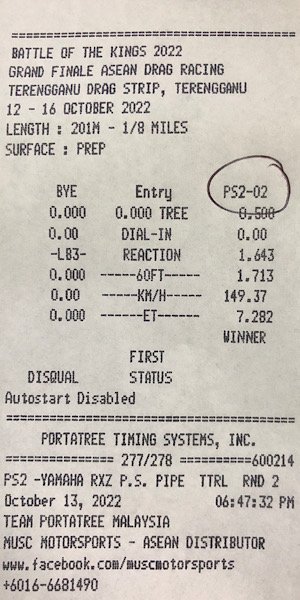 ==========================================
BATTLE OF THE KINGS 2022
GRAND FINALE ASEAN DRAG RACING
TERENGGANU DRAG STRIP, TERENGGANU
12 - 16 OCTOBER 2022
LENGTH : 201M - 1/8 MILES
SURFACE : PREP
BYE Entry PS2-02
0.000 0.000 TREE 0.500
0.00 DIAL-IN 0.00
-L83- REACTION 1.643
0.000 -----60FT----- 1.713
0.00 -----KM/H----- 149.37
0.000 ------ET------ 7.282
WINNER
FIRST
DISQUAL STATUS
Autostart Disabled
==========================================
PORTATREE TIMING SYSTEMS, INC.
=============== 277/278 ==========600214
PS2 -YAMAHA RXZ P.S. PIPE TTRL RND 2
October 13, 2022 06:47:32 PM
TEAM PORTATREE MALAYSIA
MUSC MOTORSPORTS - ASEAN DISTRIBUTOR
www.facebook.com/muscmotorsports
+6016-6681490